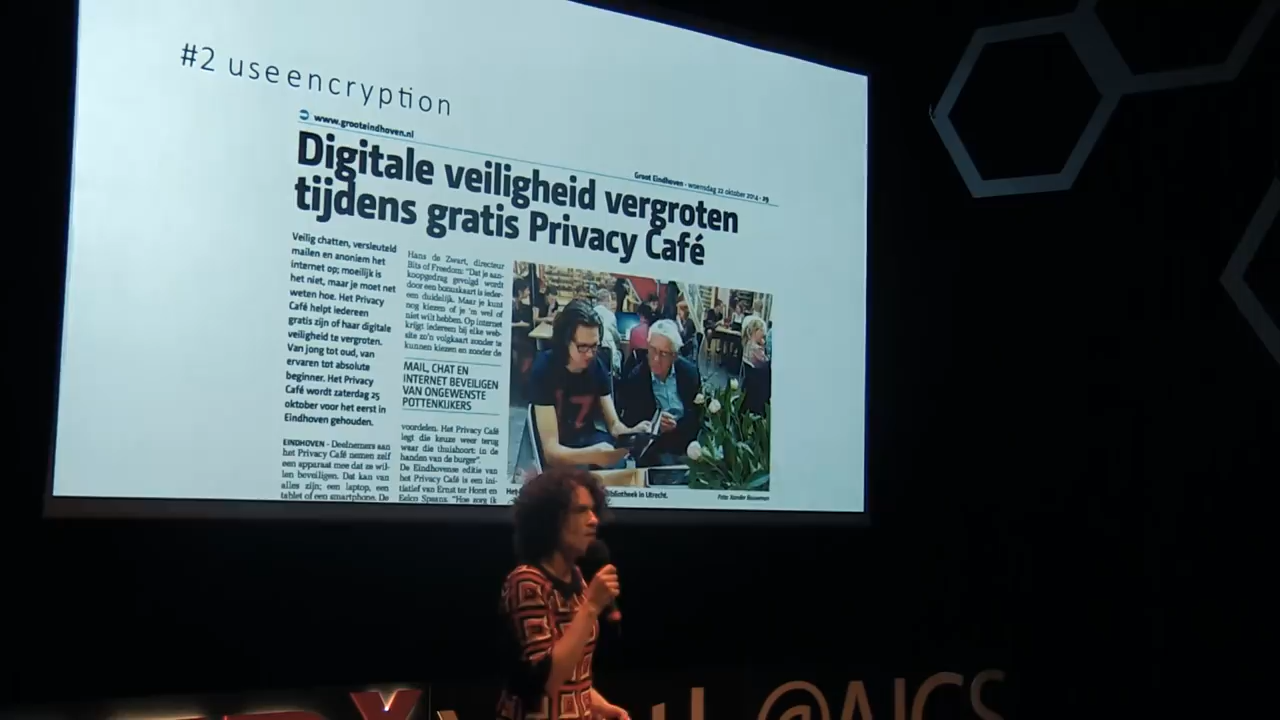 #2 use encryption
www.grooteindhoven.nl
Groot Eindhoven - woensdag 22 oktober 2014 - 29
Digitale veiligheid vergroten
tijdens gratis Privacy Café
Veilig chatten, versleuteld
mailen en anoniem het
internet op; moeilijk is
het niet, maar je moet net
weten hoe. Het Privacy
Café helpt iedereen
gratis zijn of haar digitale
veiligheid te vergroten.
Van jong tot oud, van
ervaren tot absolute
beginner. Het Privacy
Café wordt zaterdag 25
oktober voor het eerst in
Eindhoven gehouden.
EINDHOVEN - Deelnemers aan
het Privacy Café nemen zelf
een apparaat mee dat ze wil-
len beveiligen. Dat kan van
alles zijn; een laptop, een
tablet of een smartphone. De
Hans de Zwart, directeur
Bits of Freedom: "Dat je aan-
koopgedrag gevolgd wordt
door een bonuskaart is ieder-
een duidelijk. Maar je kunt
nog kiezen of je 'm wel of
niet wilt hebben. Op internet
krijgt iedereen bij elke web-
site zo'n volgkaart zonder te
kunnen kiezen en zonder de
MAIL, CHAT EN
INTERNET BEVEILIGEN
VAN ONGEWENSTE
POTTENKIJKERS
voordelen. Het Privacy Café
legt die keuze weer terug
waar die thuishoort: in de
handen van de burger".
De Eindhovense editie van
het Privacy Café is een ini-
tiatief van Ernst ter Horst en
Eelco Spaans. "Hoe zorg ik
Het
bibliotheek in Utrecht.
Foto:
@AICS